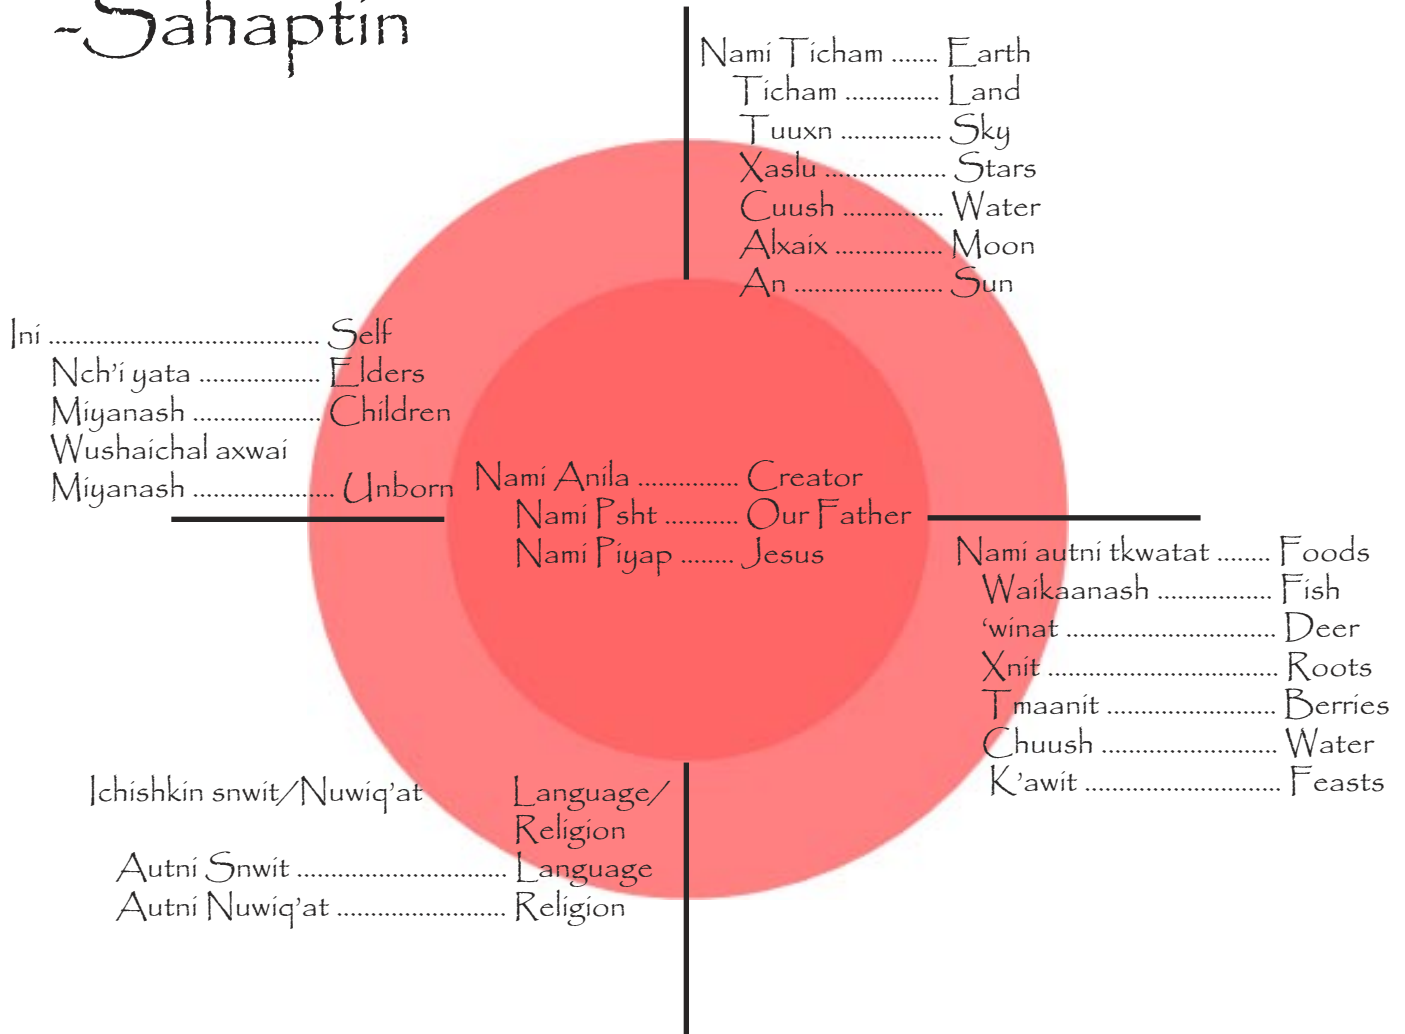 ~Sahaptin
Nami Ticham ....... Earth
Ticham .............. Land
Tuuxn ............... Sky
Xaslu .................. Stars
Cuush ............... Water
Alxaix ................ Moon
An ...................... Sun
Ini ........................................ Self
Nch'i yata .................. Elders
Miyanash ................... Children
Wushaichal axwai
Miyanash ..................... Unborn
Nami Anila ............... Creator
Nami Psht ........... Our Father
Nami Piyap ........ Jesus
Nami autni tkwatat ........ Foods
Waikaanash ................. Fish
‘winat ............................... Deer
Xnit .................................. Roots
Tmaanit ......................... Berries
Chuush .......................... Water
K'awit ............................. Feasts
Ichishkin snwit/Nuwiq'at Language/
Religion
Autni Snwit ............................... Language
Autni Nuwiq'at ......................... Religion